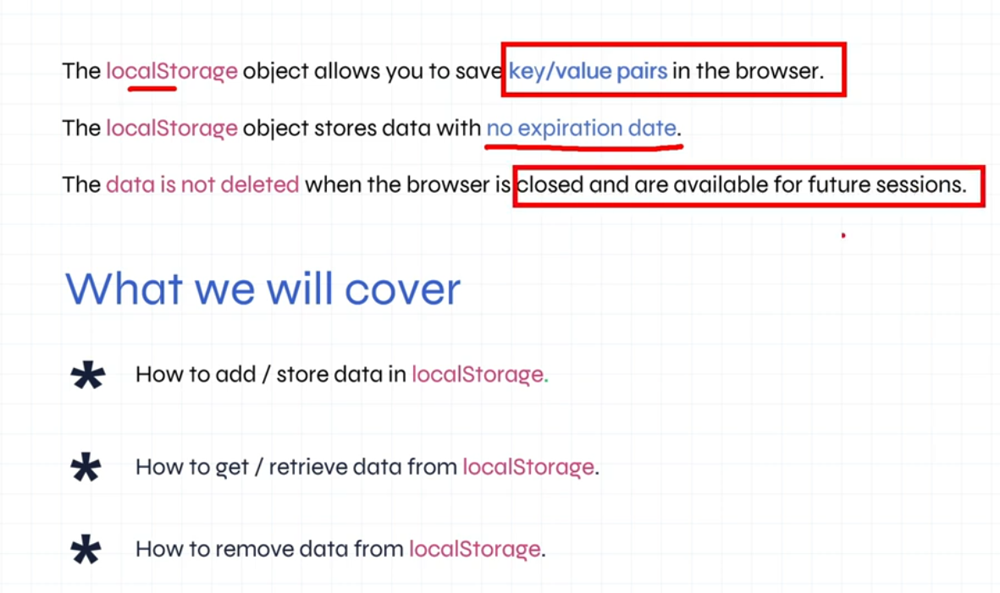 The localStorage object allows you to save key/value pairs in the browser.
The localStorage object stores data with no expiration date.
The data is not deleted when the browser is closed and are available for future sessions.
What we will cover
* How to add / store data in localStorage.
* How to get / retrieve data from localStorage.
* How to remove data from localStorage.